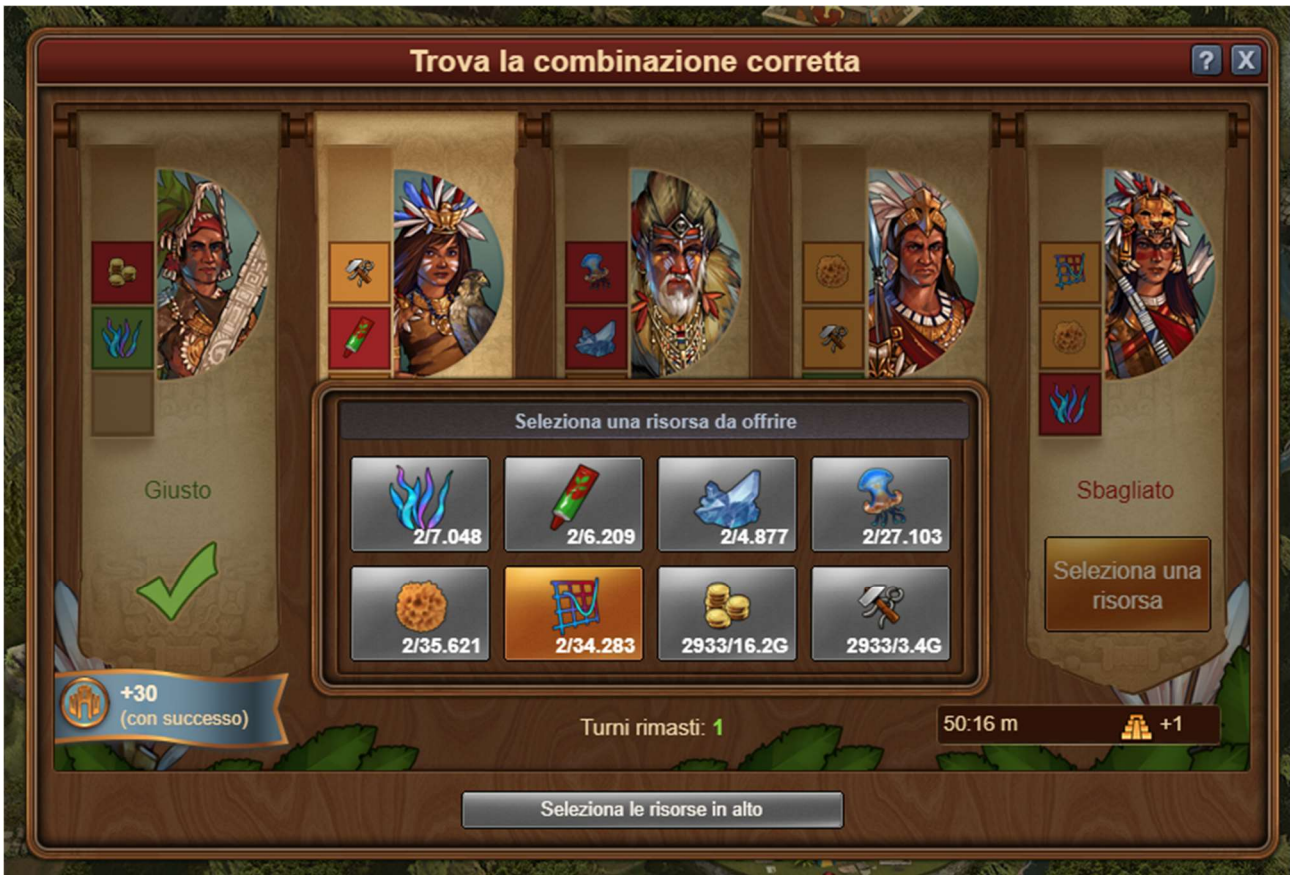 Trova la combinazione corretta
? X
Seleziona una risorsa da offrire
2/7.048 2/6.209 2/4.877 2/27.103
2/35.621 2/34.283 2933/16.2G 2933/3.4G
Giusto
Sbagliato
Seleziona una
risorsa
+30
(con successo)
Turni rimasti: 1
50:16 m +1
Seleziona le risorse in alto